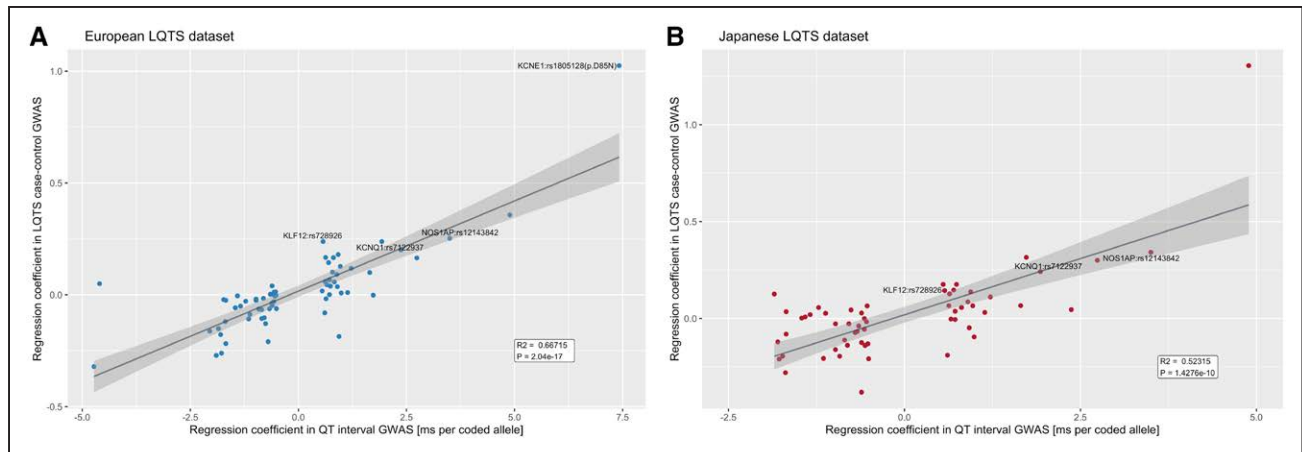 A European LQTS dataset
Regression coefficient in LQTS case-control GWAS
1.0
0.5
0.0
-0.5
KCNE1:rs1805128(p.D85N)
KLF12:rs728926
KCNQ1:rs7122937
NOS1AP:rs12143842
R2 = 0.66715
P = 2.04e-17
-5.0 -2.5 0.0 2.5 5.0 7.5
Regression coefficient in QT interval GWAS [ms per coded allele]
B Japanese LQTS dataset
Regression coefficient in LQTS case-control GWAS
1.0
0.5
0.0
KCNQ1:rs7122937
NOS1AP:rs12143842
KLF12:rs728926
R2 = 0.52315
P = 1.4276e-10
-2.5 0.0 2.5 5.0
Regression coefficient in QT interval GWAS [ms per coded allele]